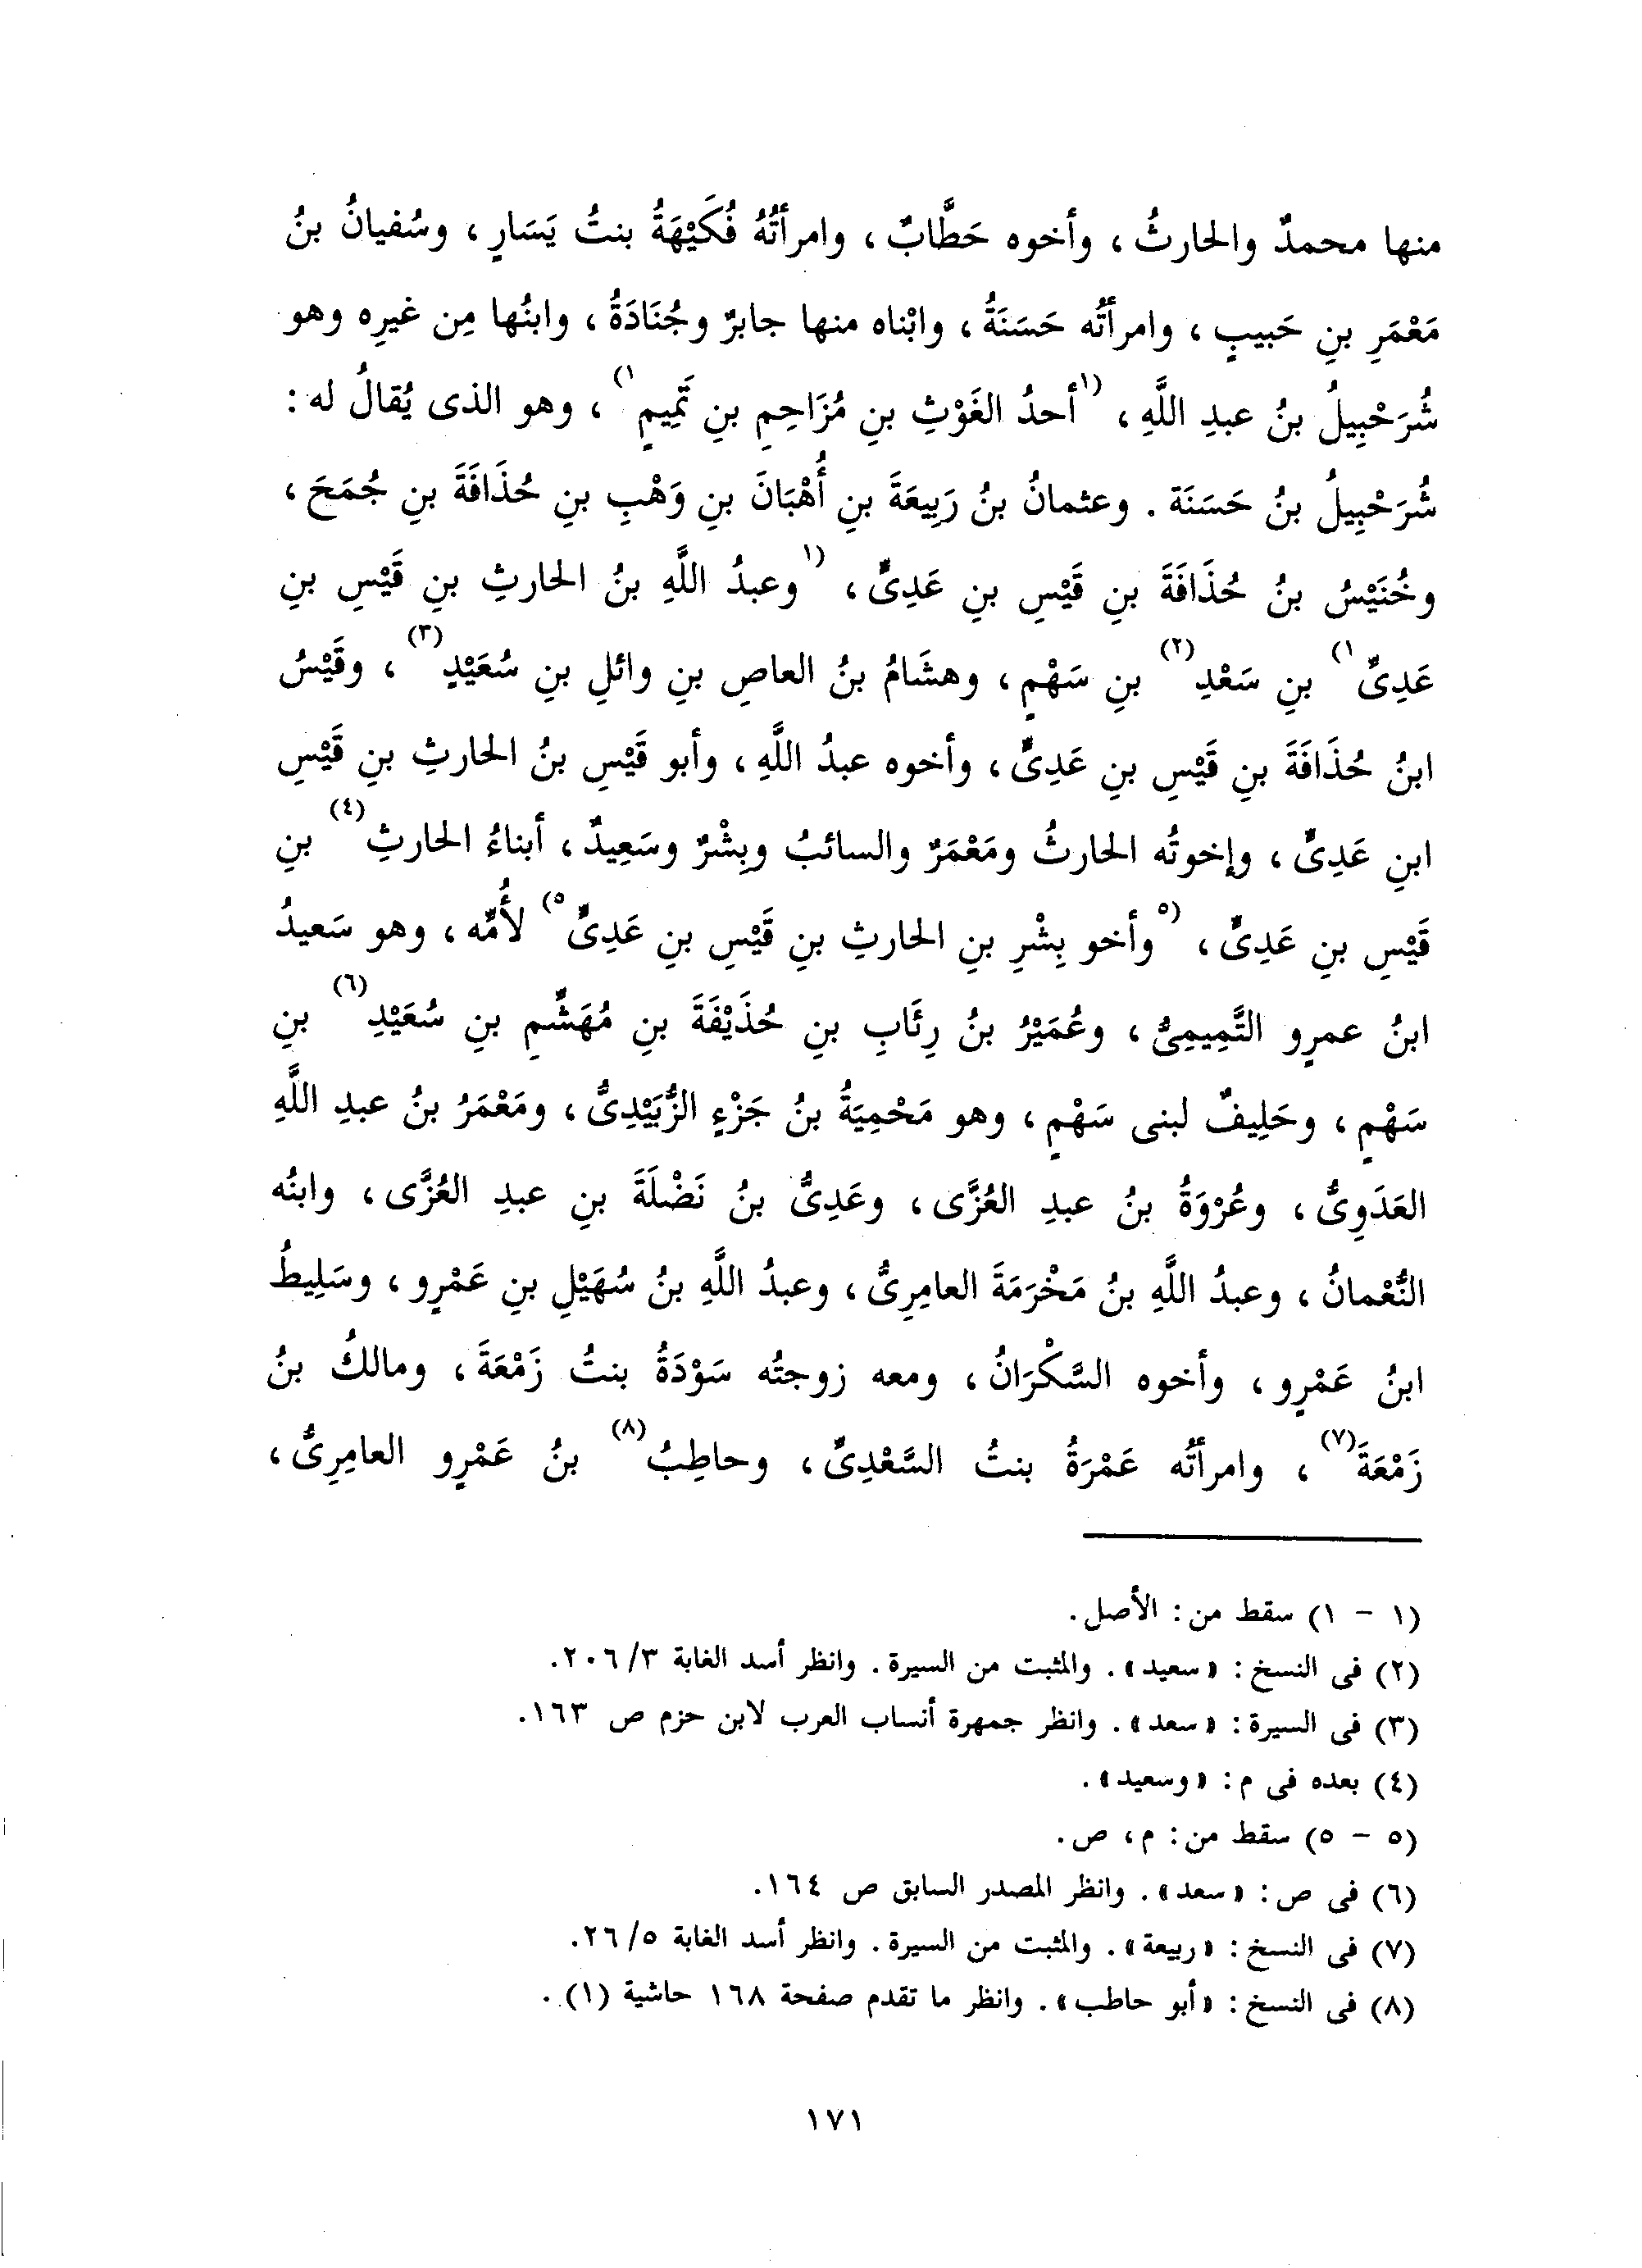 منها محمدٌ والحارثُ، وأخوه حَطَّابٌ، وامرأتُهُ فُكَيْهَةُ بنتُ يَسَارٍ، وسُفيانُ بنُ
مَعْمَرِ بنِ حَبيبٍ، وامرأتُه حَسَنَةُ، وابْناه منها جابرٌ وجُنَادَةُ، وابنُها مِن غيرِه وهو
شُرَحْبِيلُ بنُ عبدِ اللَّهِ، (١أحدُ الغَوْثِ بنِ مُزَاحِمِ بنِ تَمِيمٍ١)، وهو الذى يُقالُ له:
شُرَحْبِيلُ بنُ حَسَنَة. وعثمانُ بنُ رَبِيعَةَ بنِ أُهْبَانَ بنِ وَهْبِ بنِ حُذَافَةَ بنِ جُمَحَ،
وخُنَيْسُ بنُ حُذَافَةَ بنِ قَيْسِ بنِ عَدِىٍّ، (١وعبدُ اللَّهِ بنُ الحارثِ بنِ قَيْسِ بنِ
عَدِىِّ١) بنِ سَعْدِ(٢) بنِ سَهْمٍ، وهشَامُ بنُ العاصِ بنِ وائلِ بنِ سُعَيْدٍ(٣)، وقَيْسُ
ابنُ حُذَافَةَ بنِ قَيْسِ بنِ عَدِىٍّ، وأخوه عبدُ اللَّهِ، وأبو قَيْسِ بنُ الحارثِ بنِ قَيْسِ
ابنِ عَدِىٍّ، وإخوتُه الحارثُ ومَعْمَرٌ والسائبُ وبِشْرٌ وسَعِيدٌ، أبناءُ الحارثِ(٤) بنِ
قَيْسِ بنِ عَدِىٍّ، (٥وأخو بِشْرِ بنِ الحارثِ بنِ قَيْسِ بنِ عَدِىٍّ٥) لأُمِّه، وهو سَعيدُ
ابنُ عمرٍو التَّمِيمِىُّ، وعُمَيْرُ بنُ رِئَابِ بنِ حُذَيْفَةَ بنِ مُهَشِّمِ بنِ سُعَيْدِ(٦) بنِ
سَهْمٍ، وحَلِيفٌ لبنى سَهْمٍ، وهو مَحْمِيَةُ بنُ جَزْءٍ الزُّبَيْدِىُّ، ومَعْمَرُ بنُ عبدِ اللَّهِ
العَدَوِىُّ، وعُرْوَةُ بنُ عبدِ العُزَّى، وعَدِىُّ بنُ نَضْلَةَ بنِ عبدِ العُزَّى، وابنُه
النُّعْمانُ، وعبدُ اللَّهِ بنُ مَخْرَمَةَ العامِرِىُّ، وعبدُ اللَّهِ بنُ سُهَيْلِ بنِ عَمْرٍو، وسَلِيطُ
ابنُ عَمْرٍو، وأخوه السَّكْرَانُ، ومعه زوجتُه سَوْدَةُ بنتُ زَمْعَةَ، ومالكُ بنُ
زَمْعَةَ(٧)، وامرأتُه عَمْرَةُ بنتُ السَّعْدِىِّ، وحاطِبُ(٨) بنُ عَمْرٍو العامِرِىُّ،
(١ - ١) سقط من: الأصل.
(٢) فى النسخ: «سعيد». والمثبت من السيرة. وانظر أسد الغابة ٣/ ٢٠٦.
(٣) فى السيرة: «سعد». وانظر جمهرة أنساب العرب لابن حزم ص ١٦٣.
(٤) بعده فى م: «وسعيد».
(٥ - ٥) سقط من: م، ص.
(٦) فى ص: «سعد». وانظر المصدر السابق ص ١٦٤.
(٧) فى النسخ: «ربيعة». والمثبت من السيرة. وانظر أسد الغابة ٥/ ٢٦.
(٨) فى النسخ: «أبو حاطب». وانظر ما تقدم صفحة ١٦٨ حاشية (١).
١٧١